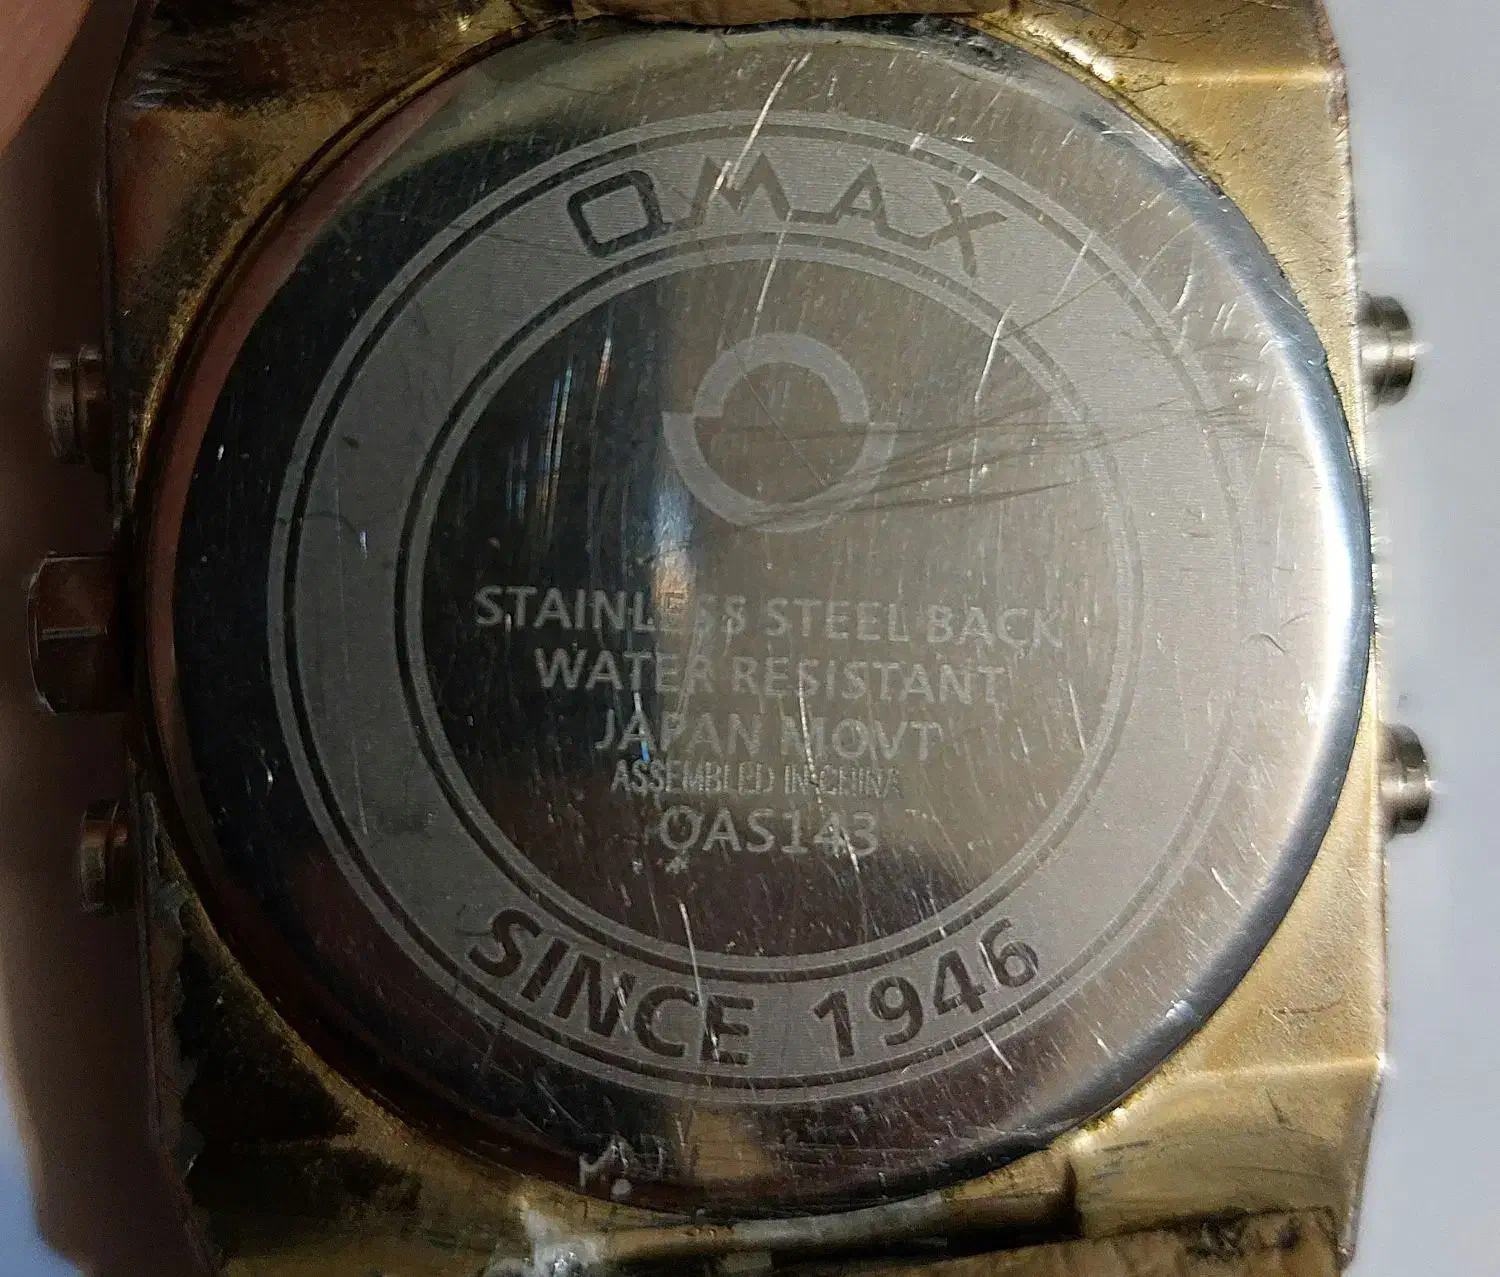 OMAX
STAINLESS STEEL BACK
WATER RESISTANT
JAPAN MOVT
ASSEMBLED IN CHINA
OAS143
SINCE 1946